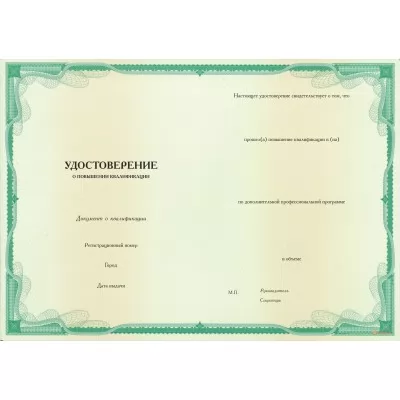 УДОСТОВЕРЕНИЕ
О ПОВЫШЕНИИ КВАЛИФИКАЦИИ
Документ о квалификации
Регистрационный номер
Город
Дата выдачи
Настоящее удостоверение свидетельствует о том, что
прошел(а) повышение квалификации в (на)
по дополнительной профессиональной программе
в объеме
М.П.
Руководитель
Секретарь